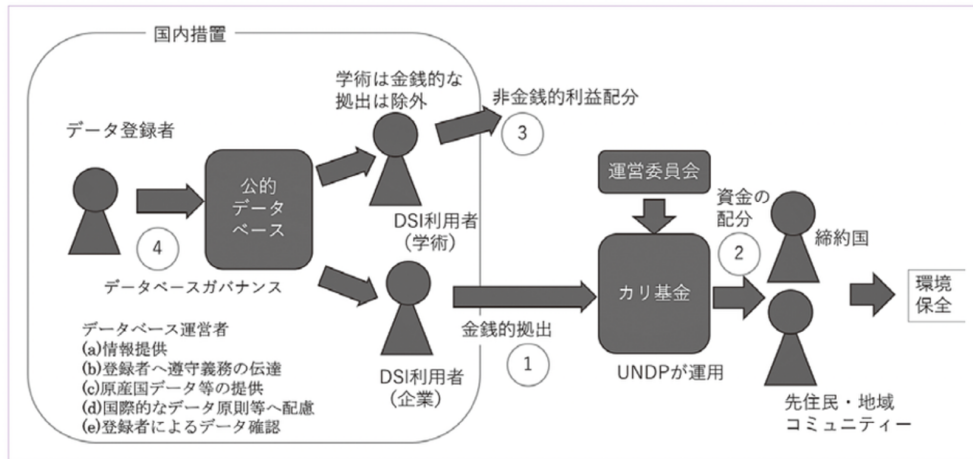 国内措置
学術は金銭的な
拠出は除外
非金銭的利益配分
3
データ登録者
公的
データ
ベース
4
データベースガバナンス
DSI利用者
(学術)
運営委員会
資金の
配分
2
締約国
カリ基金
環境
保全
金銭的拠出
1
UNDPが運用
DSI利用者
(企業)
先住民・地域
コミュニティー
データベース運営者
(a)情報提供
(b)登録者へ遵守義務の伝達
(c)原産国データ等の提供
(d)国際的なデータ原則等へ配慮
(e)登録者によるデータ確認